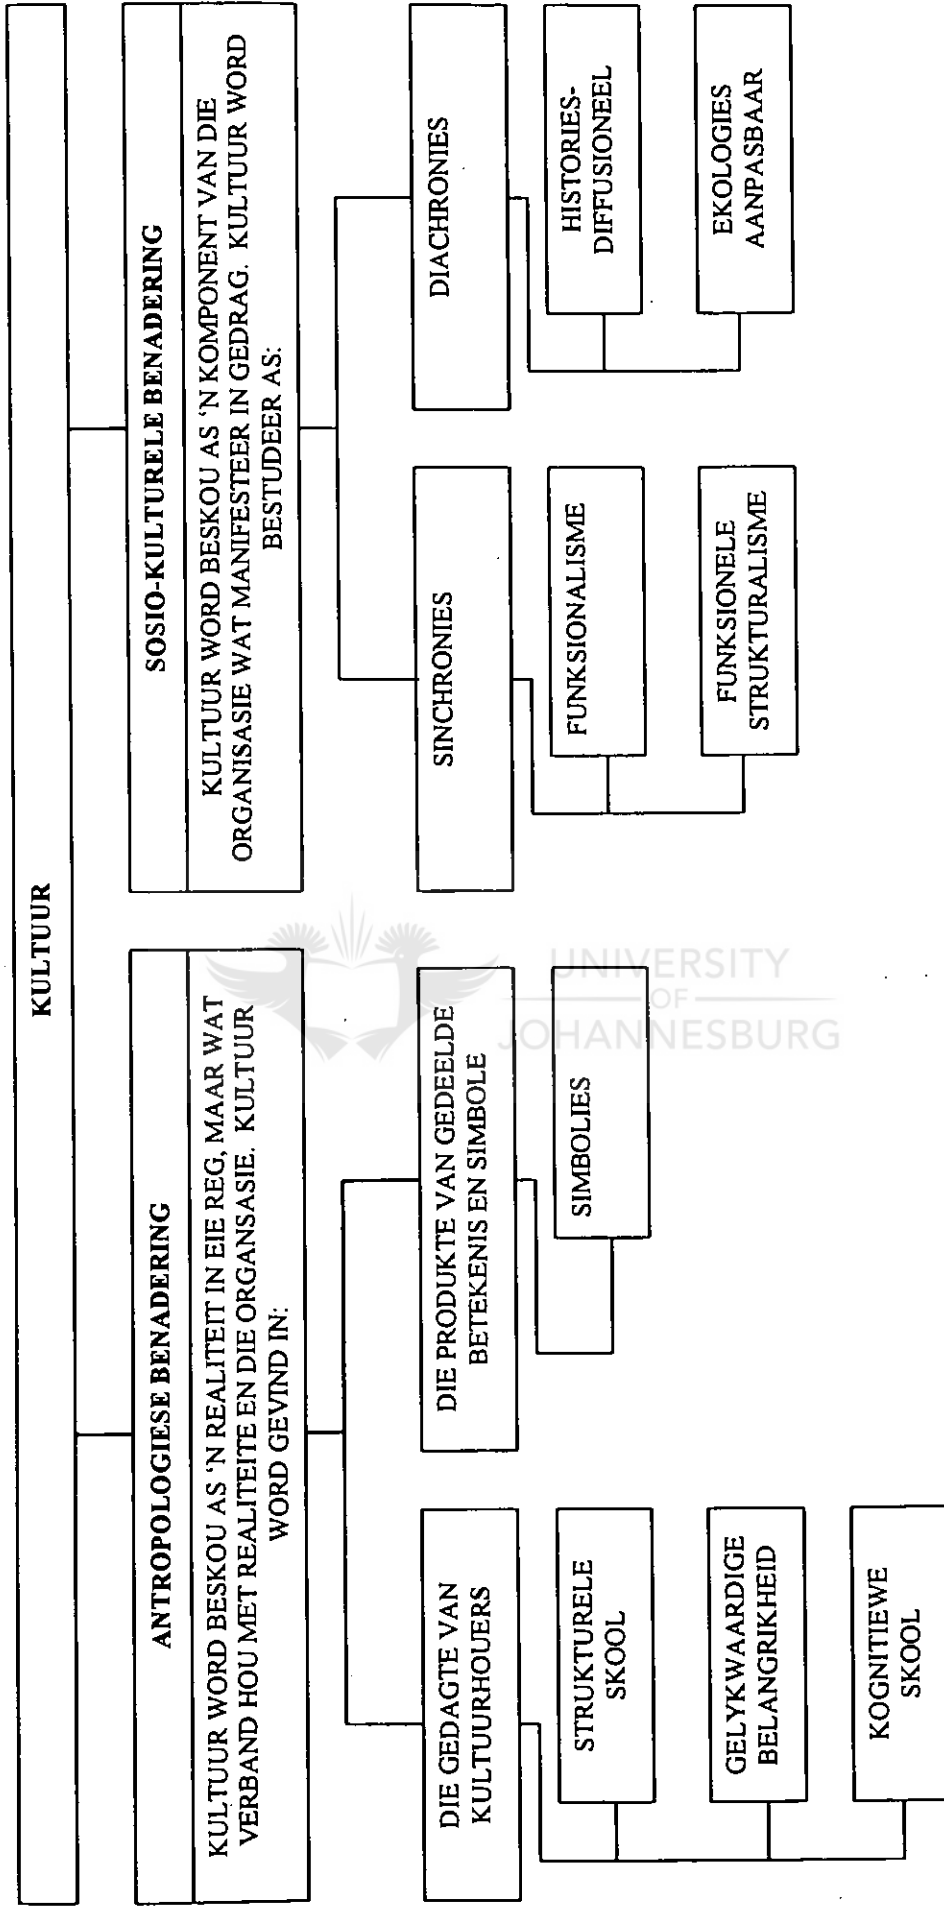 KULTUUR
ANTROPOLOGIESE BENADERING
KULTUUR WORD BESKOU AS 'N REALITEIT IN EIE REG, MAAR WAT
VERBAND HOU MET REALITEITE EN DIE ORGANSASIE. KULTUUR
WORD GEVIND IN:
SOSIO-KULTURELE BENADERING
KULTUUR WORD BESKOU AS 'N KOMPONENT VAN DIE
ORGANISASIE WAT MANIFESTEER IN GEDRAG. KULTUUR WORD
BESTUDEER AS:
DIE GEDAGTE VAN
KULTUURHOUERS
STRUKTURELE
SKOOL
GELYKWAARDIGE
BELANGRIKHEID
KOGNITIEWE
SKOOL
DIE PRODUKTE VAN GEDEELDE
BETEKENIS EN SIMBOLE
SIMBOLIES
SINCHRONIES
FUNKSIONALISME
FUNKSIONELE
STRUKTURALISME
DIACHRONIES
HISTORIES-
DIFFUSIONEEL
EKOLOGIES
AANPASBAAR
UNIVERSITY
OF
JOHANNESBURG